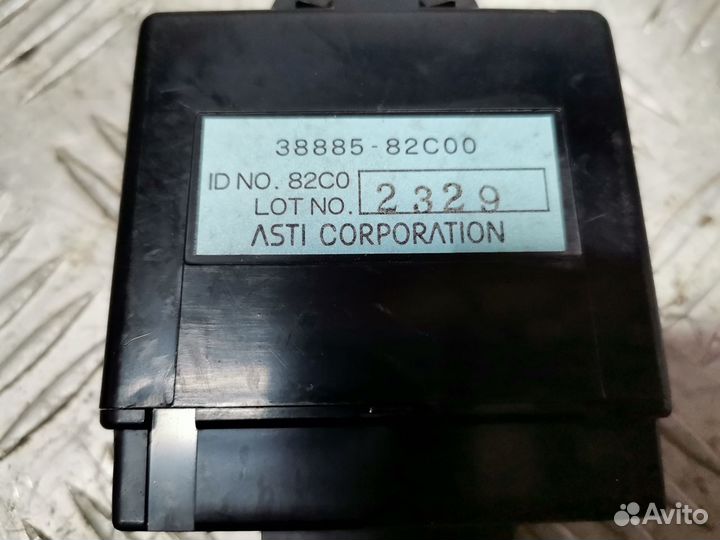 38885-82C00
ID NO. 82C0
LOT NO. 2329
ASTI CORPORATION
Avito